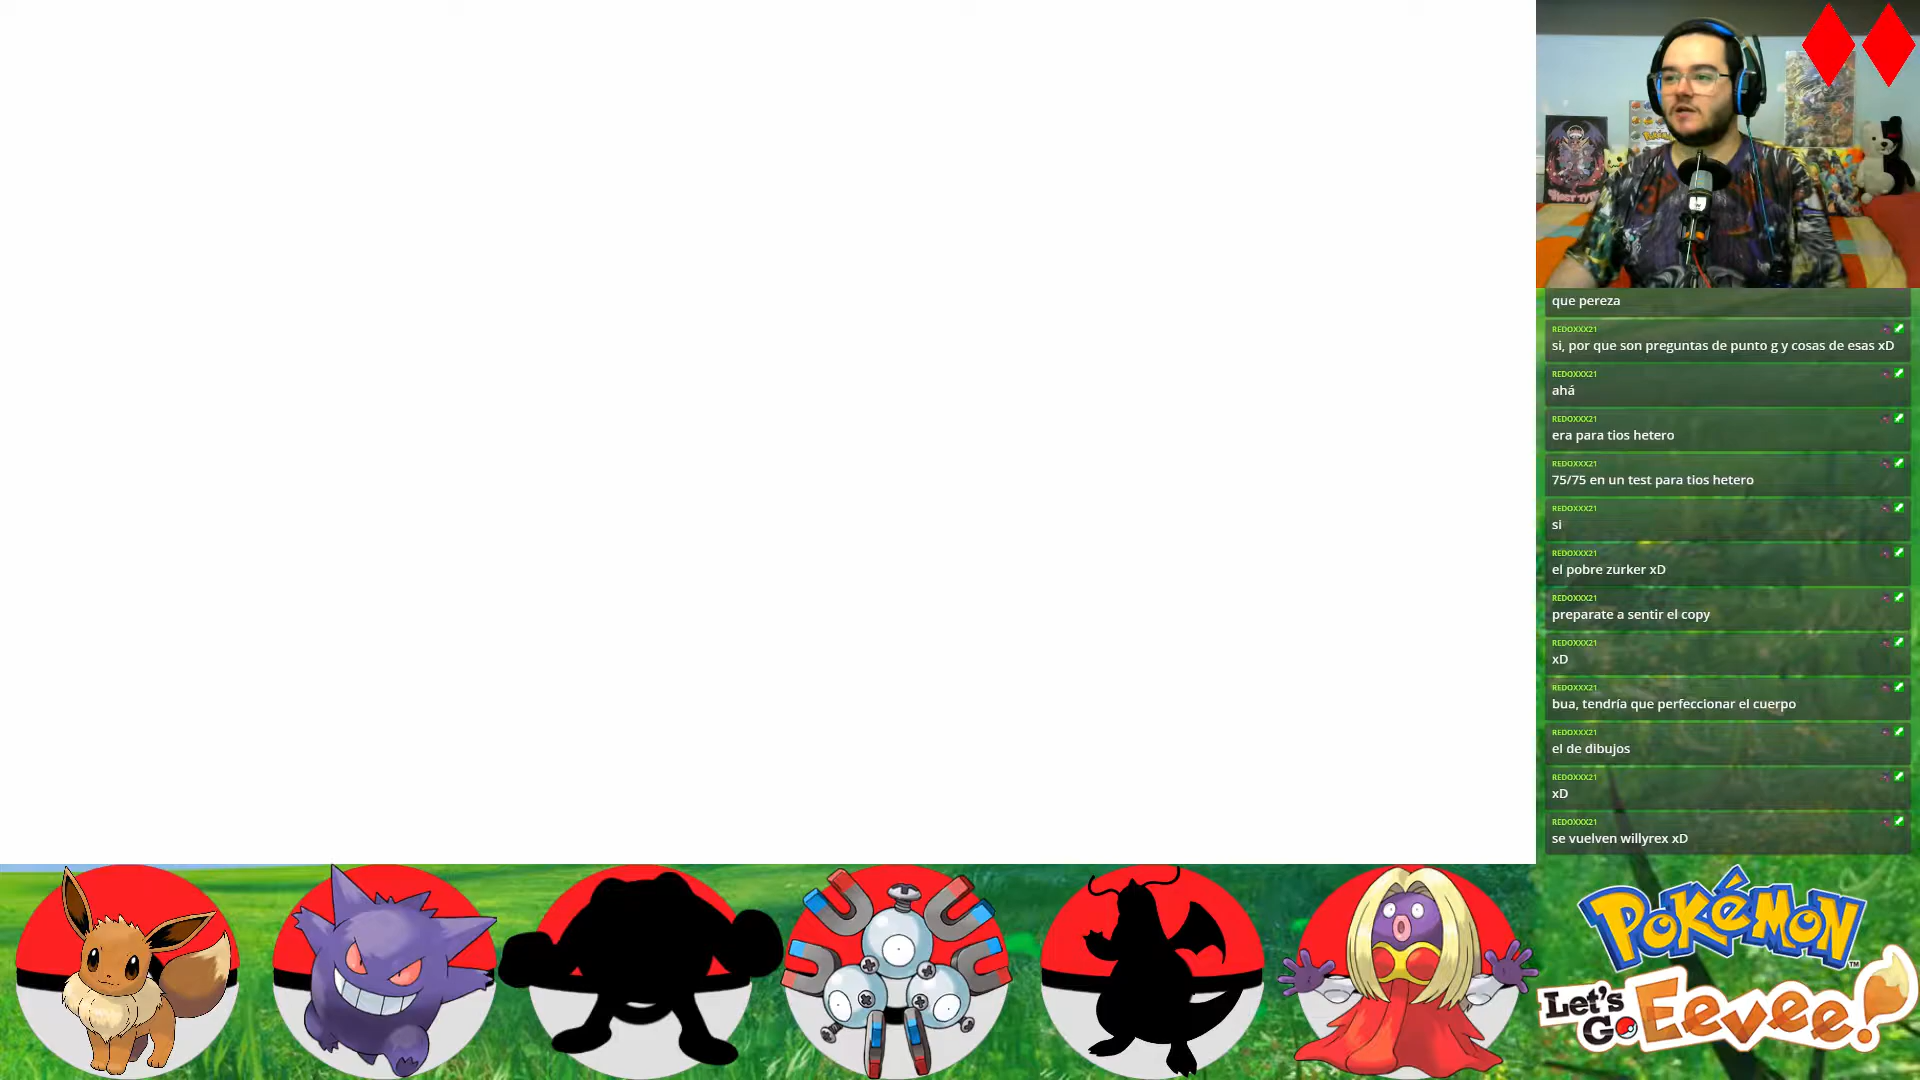 que pereza
REDOXXX21
si, por que son preguntas de punto g y cosas de esas xD
REDOXXX21
ahá
REDOXXX21
era para tios hetero
REDOXXX21
75/75 en un test para tios hetero
REDOXXX21
si
REDOXXX21
el pobre zurker xD
REDOXXX21
preparate a sentir el copy
REDOXXX21
xD
REDOXXX21
bua, tendría que perfeccionar el cuerpo
REDOXXX21
el de dibujos
REDOXXX21
xD
REDOXXX21
se vuelven willyrex xD
POKéMON
TM
Let's
Go
Eevee!